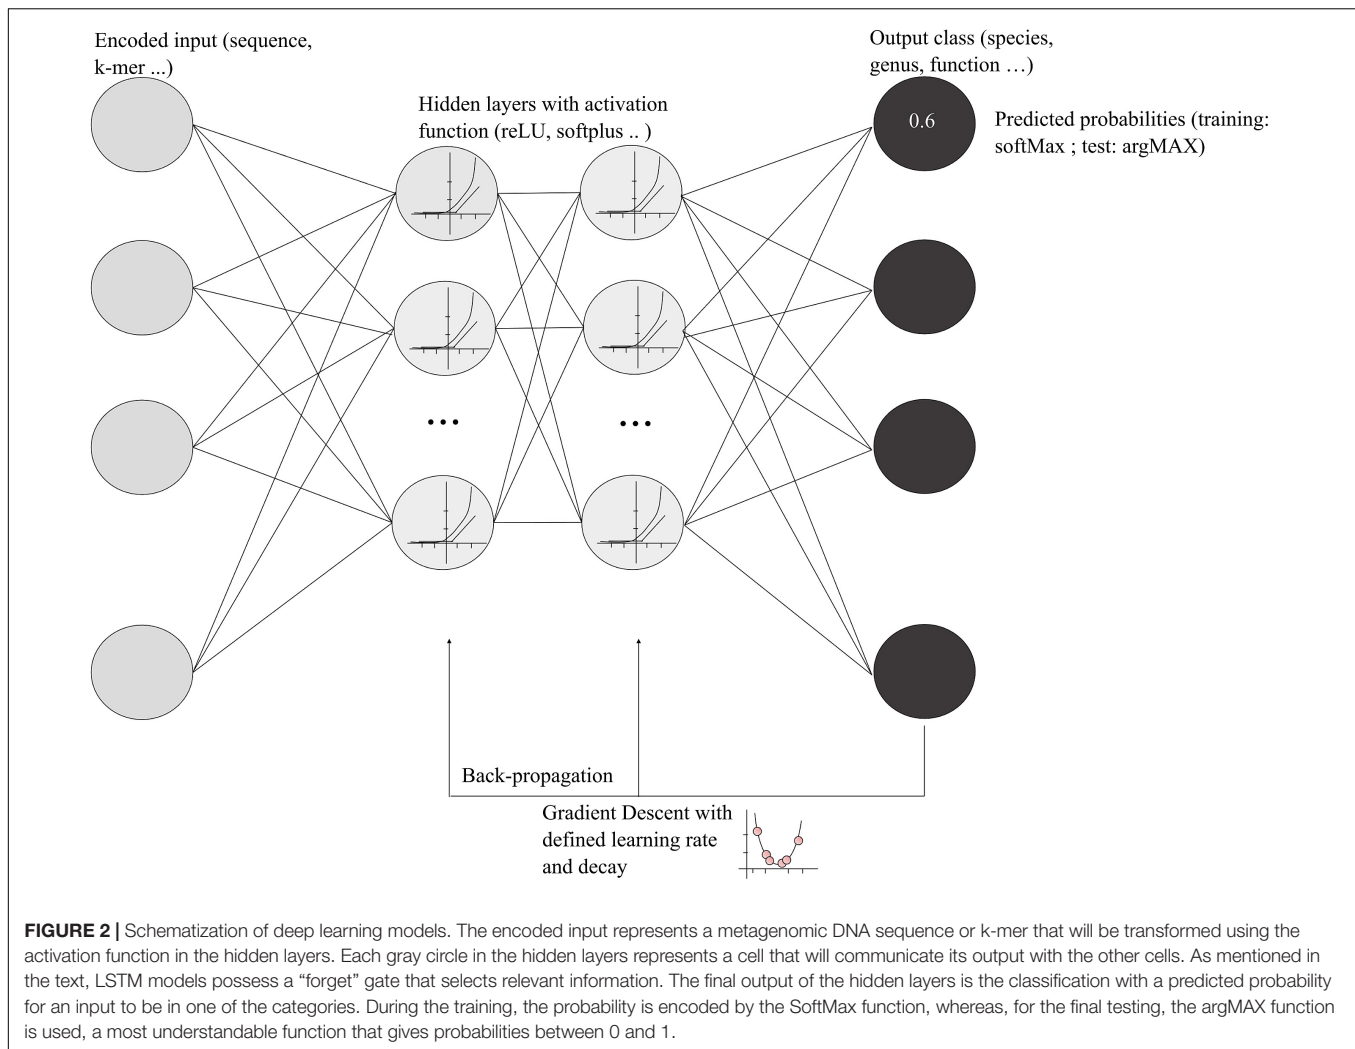 Encoded input (sequence,
k-mer ...)
Output class (species,
genus, function …)
Hidden layers with activation
function (reLU, softplus .. )
0.6
Predicted probabilities (training:
softMax ; test: argMAX)
...
...
Back-propagation
Gradient Descent with
defined learning rate
and decay
FIGURE 2 | Schematization of deep learning models. The encoded input represents a metagenomic DNA sequence or k-mer that will be transformed using the
activation function in the hidden layers. Each gray circle in the hidden layers represents a cell that will communicate its output with the other cells. As mentioned in
the text, LSTM models possess a “forget” gate that selects relevant information. The final output of the hidden layers is the classification with a predicted probability
for an input to be in one of the categories. During the training, the probability is encoded by the SoftMax function, whereas, for the final testing, the argMAX function
is used, a most understandable function that gives probabilities between 0 and 1.